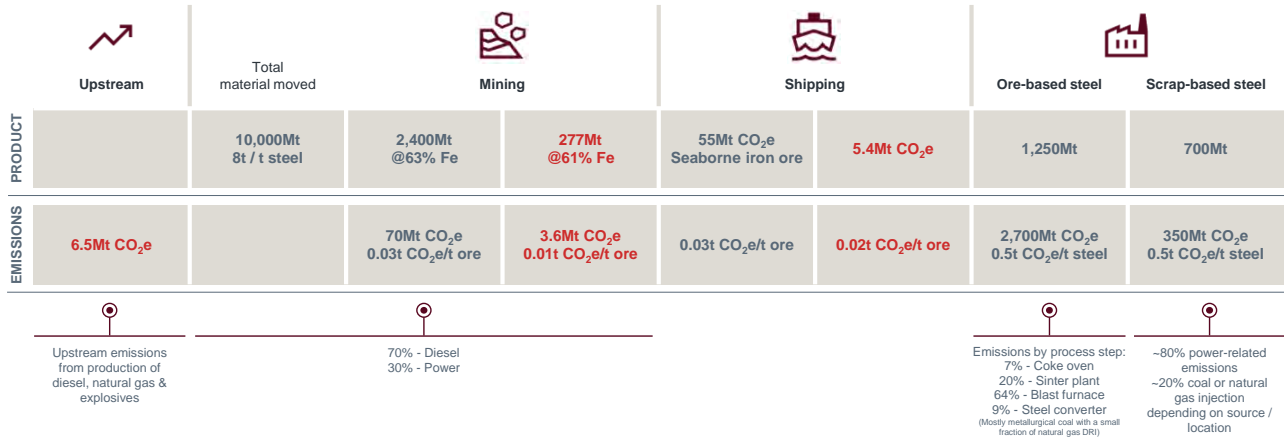 Upstream
Total
material moved
Mining
Shipping
Ore-based steel
Scrap-based steel
PRODUCT
10,000Mt
8t / t steel
2,400Mt
@63% Fe
277Mt
@61% Fe
55Mt CO₂e
Seaborne iron ore
5.4Mt CO₂e
1,250Mt
700Mt
EMISSIONS
6.5Mt CO₂e
70Mt CO₂e
0.03t CO₂e/t ore
3.6Mt CO₂e
0.01t CO₂e/t ore
0.03t CO₂e/t ore
0.02t CO₂e/t ore
2,700Mt CO₂e
0.5t CO₂e/t steel
350Mt CO₂e
0.5t CO₂e/t steel
Upstream emissions
from production of
diesel, natural gas &
explosives
70% - Diesel
30% - Power
Emissions by process step:
7% - Coke oven
20% - Sinter plant
64% - Blast furnace
9% - Steel converter
(Mostly metallurgical coal with a small
fraction of natural gas DRI)
~80% power-related
emissions
~20% coal or natural
gas injection
depending on source /
location